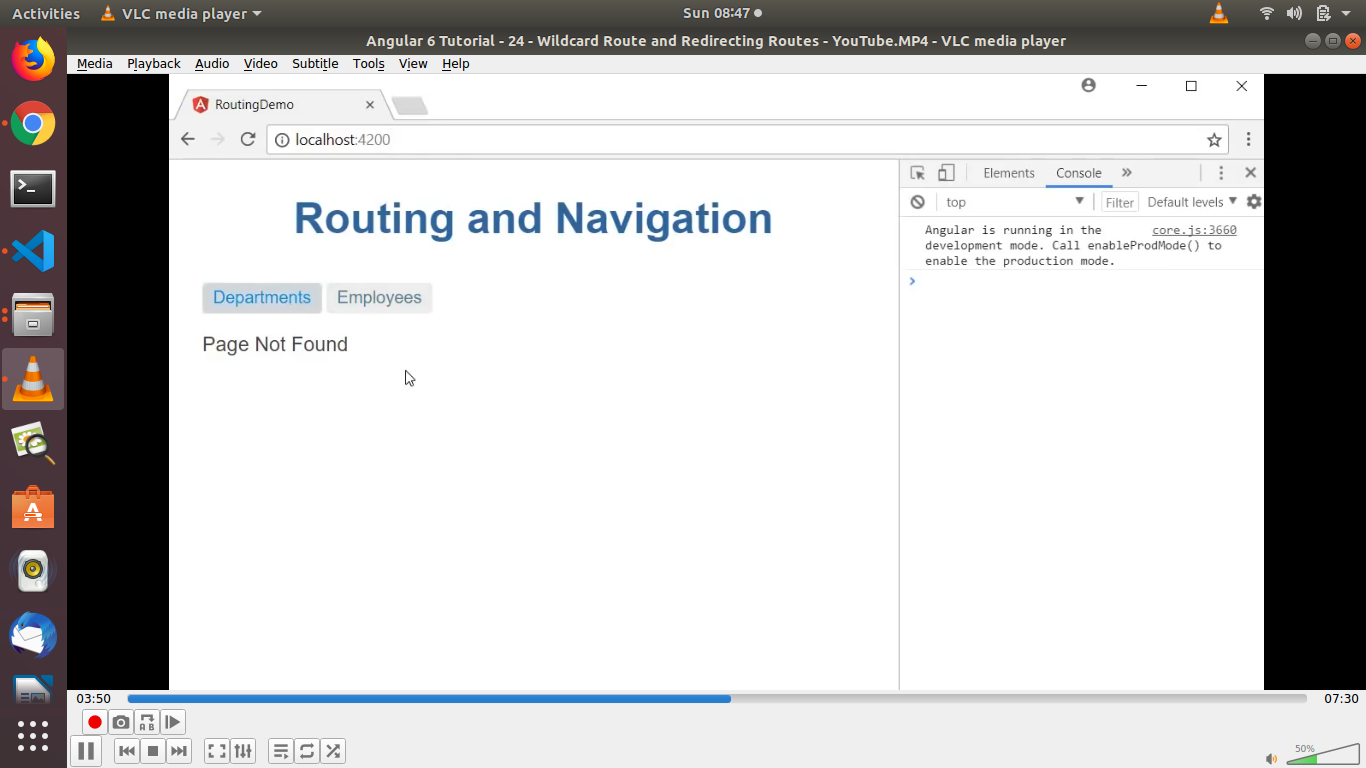 Activities VLC media player Sun 08:47
Angular 6 Tutorial - 24 - Wildcard Route and Redirecting Routes - YouTube.MP4 - VLC media player
Media Playback Audio Video Subtitle Tools View Help
RoutingDemo
localhost:4200
Elements Console
top Filter Default levels
Angular is running in the core.js:3660
development mode. Call enableProdMode() to
enable the production mode.
Routing and Navigation
Departments Employees
Page Not Found
03:50 07:30
A B
50%